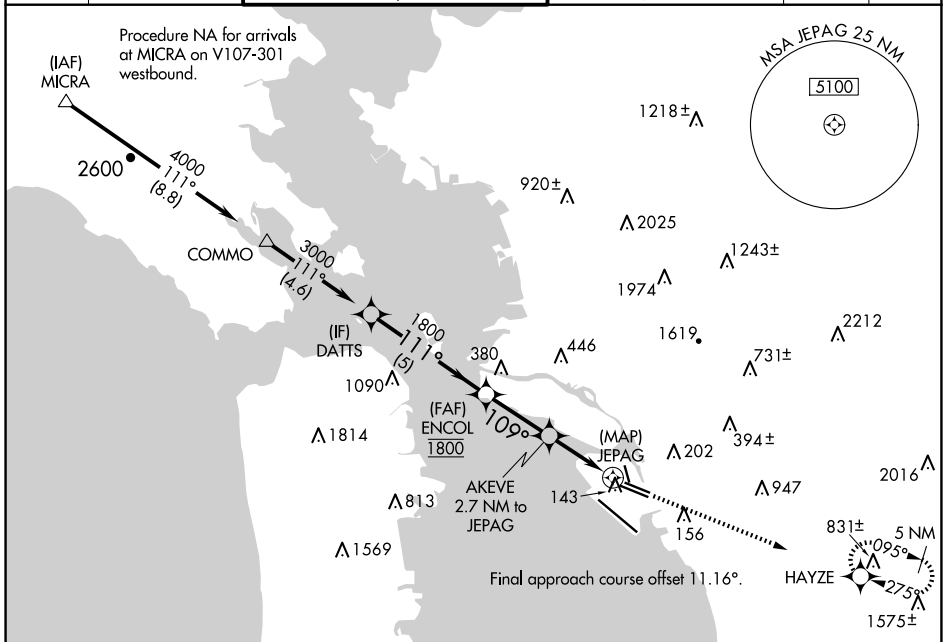 Procedure NA for arrivals
at MICRA on V107-301
westbound.
(IAF)
MICRA
MSA JEPAG 25 NM
5100
1218±
2600
4000
111°
(8.8)
920±
2025
COMMO
3000
111°
(4.6)
1243±
1974
(IF)
DATTS
1800
111°
(5)
1619
2212
380
446
731±
1090
(FAF)
ENCOL
1800
109°
(MAP)
JEPAG
394±
1814
202
2016
AKEVE
2.7 NM to
JEPAG
143
947
813
156
831±
5 NM
095°
1569
Final approach course offset 11.16°.
HAYZE
275°
1575±